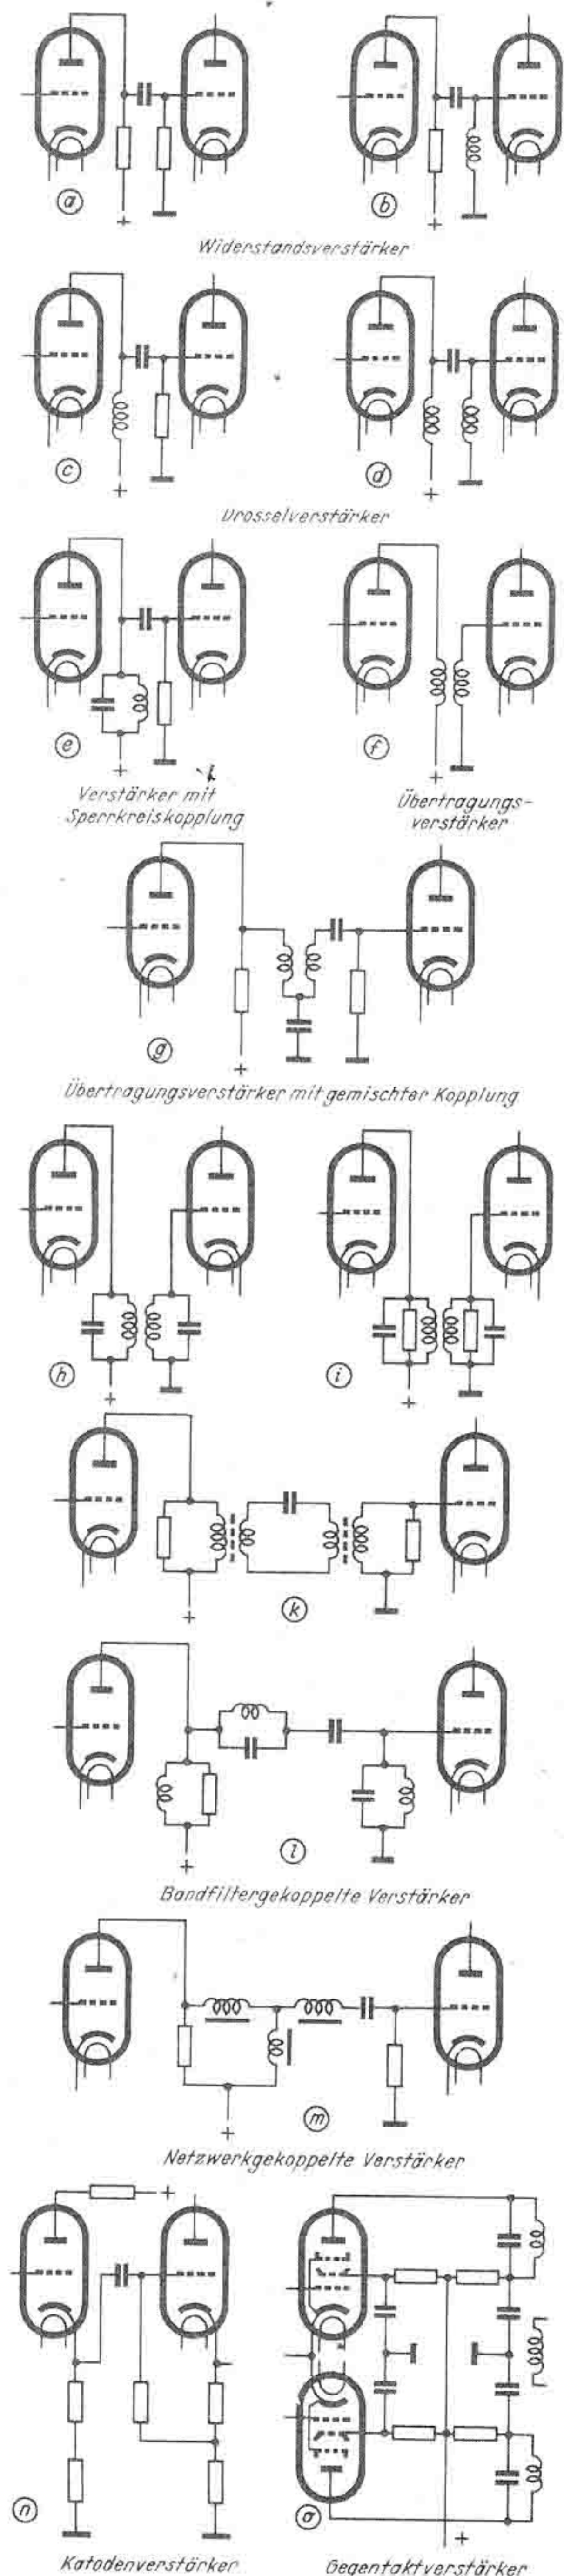 a
b
+
+
Widerstandsverstärker
c
d
+
+
Drosselverstärker
e
f
+
+
Verstärker mit
Sperrkreiskopplung
Übertragungs-
verstärker
g
+
Übertragungsverstärker mit gemischter Kopplung
h
i
+
+
k
+
l
+
Bandfiltergekoppelte Verstärker
m
+
Netzwerkgekoppelte Verstärker
+
n
o
+
Katodenverstärker
Gegentaktverstärker